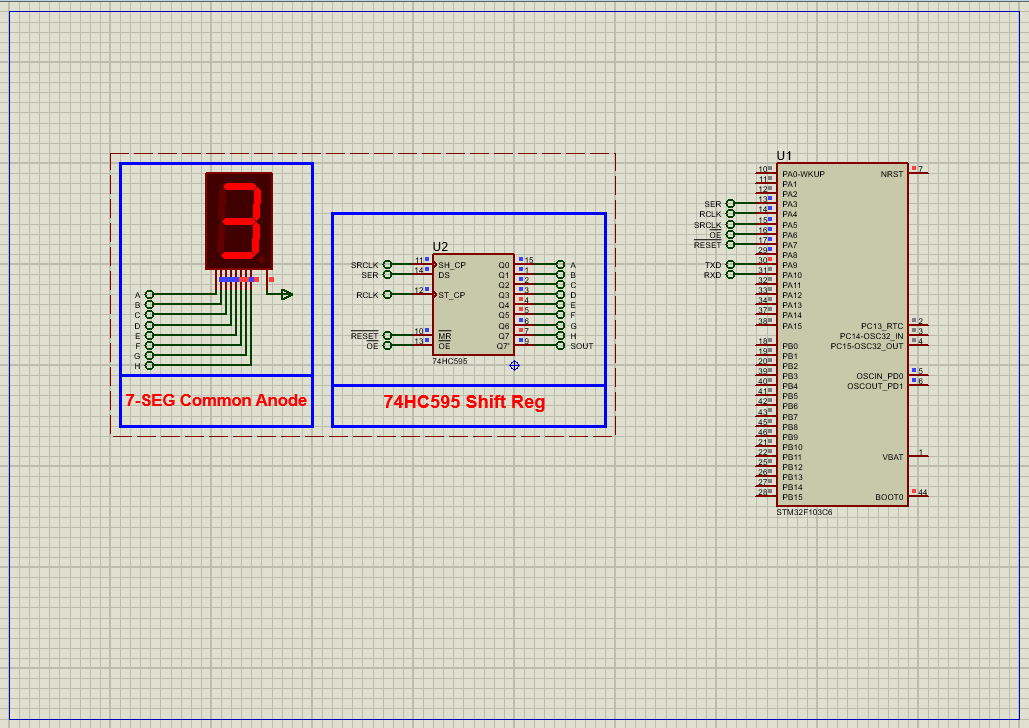 3
A
B
C
D
E
F
G
H
7-SEG Common Anode
U2
SRCLK 11 SH_CP
SER 14 DS
RCLK 12 ST_CP
RESET 10 MR
OE 13 OE
Q0 15 A
Q1 1 B
Q2 2 C
Q3 3 D
Q4 4 E
Q5 5 F
Q6 6 G
Q7 7 H
Q7' 9 SOUT
74HC595
74HC595 Shift Reg
U1
10 PA0-WKUP
11 PA1
12 PA2
SER 13 PA3
RCLK 14 PA4
SRCLK 15 PA5
OE 16 PA6
RESET 17 PA7
29 PA8
TXD 30 PA9
RXD 31 PA10
32 PA11
33 PA12
34 PA13
37 PA14
38 PA15
18 PB0
19 PB1
20 PB2
39 PB3
40 PB4
41 PB5
42 PB6
43 PB7
45 PB8
46 PB9
21 PB10
22 PB11
25 PB12
26 PB13
27 PB14
28 PB15
NRST 7
PC13_RTC 2
PC14-OSC32_IN 3
PC15-OSC32_OUT 4
OSCIN_PD0 5
OSCOUT_PD1 6
VBAT 1
BOOT0 44
STM32F103C6